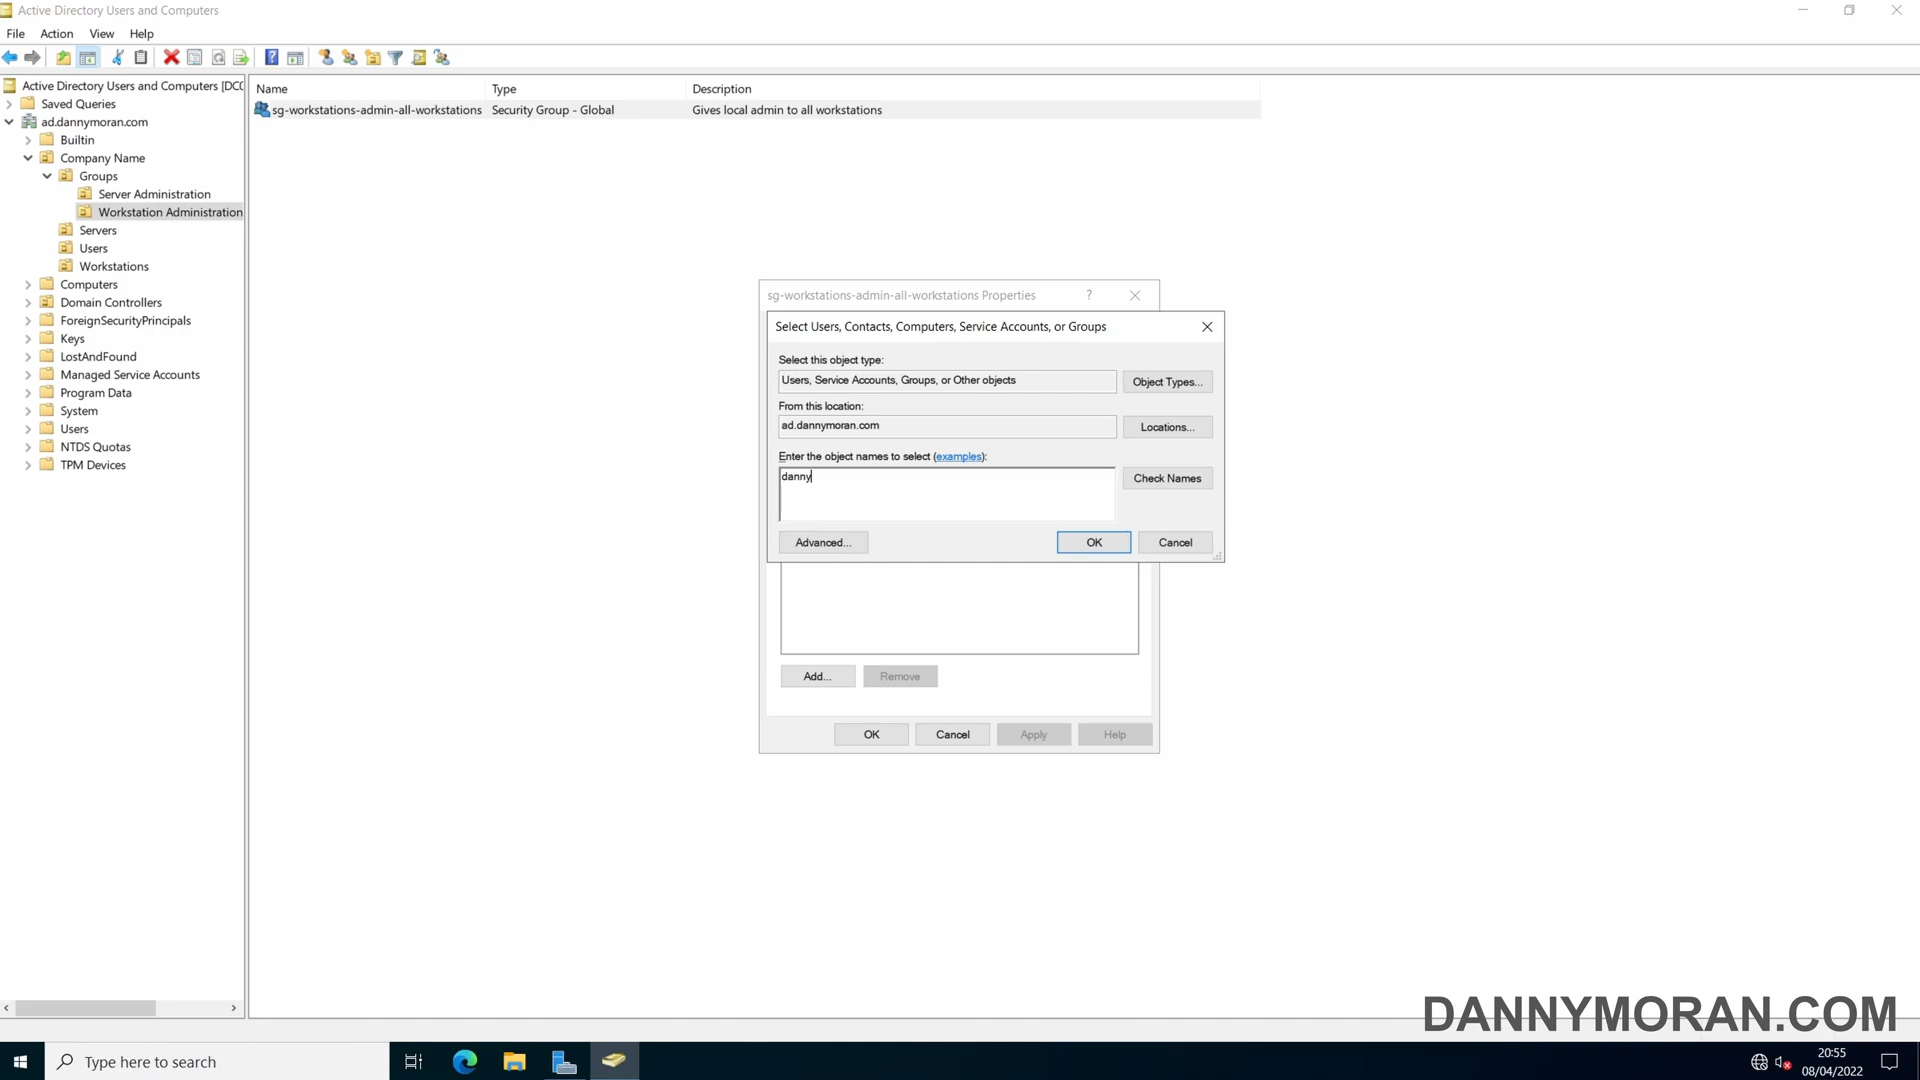 Active Directory Users and Computers
File Action View Help
Active Directory Users and Computers [DC(
Name Type Description
Saved Queries
sg-workstations-admin-all-workstations Security Group - Global Gives local admin to all workstations
ad.dannymoran.com
Builtin
Company Name
Groups
Server Administration
Workstation Administration
Servers
Users
Workstations
Computers
Domain Controllers
ForeignSecurityPrincipals
Keys
LostAndFound
Managed Service Accounts
Program Data
System
Users
NTDS Quotas
TPM Devices
sg-workstations-admin-all-workstations Properties ?
Select Users, Contacts, Computers, Service Accounts, or Groups
Select this object type:
Users, Service Accounts, Groups, or Other objects Object Types...
From this location:
ad.dannymoran.com Locations...
Enter the object names to select (examples):
danny Check Names
Advanced... OK Cancel
Add... Remove
OK Cancel Apply Help
DANNYMORAN.COM
Type here to search
20:55
08/04/2022